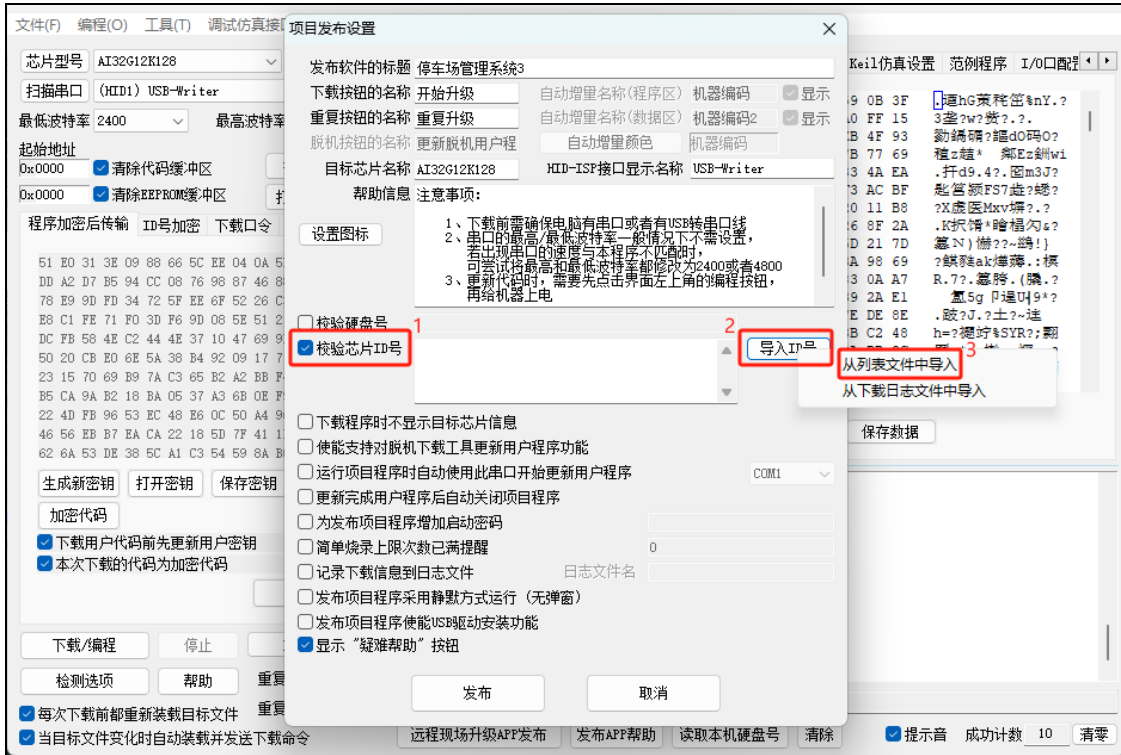 文件(F) 编程(O) 工具(T) 调试仿真接口
项目发布设置
芯片型号 AI32G12K128
扫描串口 (HID1) USB-Writer
最低波特率 2400 最高波特率
起始地址
0x0000 清除代码缓冲区
0x0000 清除EEPROM缓冲区
程序加密后传输 ID号加密 下载口令
51 E0 31 3E 09 88 66 5C EE 04 0A
DD A2 D7 B5 94 CC 08 76 98 87 46
78 E9 9D FD 34 72 5F EE 6F 52 26
E8 C1 FE 71 F0 3D F6 9D 08 5E 51
DC FB 58 4E C2 44 4E 37 10 47 69
50 20 CB E0 6E 5A 38 B4 92 09 17
23 15 70 69 B9 7A C3 65 B2 A2 BB
B5 CA 9A B2 18 BA 05 37 A3 6B 0E
22 4D FB 96 53 EC 48 E6 0C 50 A4
46 56 EB B7 EA CA 22 18 5D 7F 41
62 6A 53 DE 38 5C A1 C3 54 59 8A
生成新密钥 打开密钥 保存密钥
加密代码
下载用户代码前先更新用户密钥
本次下载的代码为加密代码
下载/编程 停止
检测选项 帮助 重复
每次下载前都重新装载目标文件 重复
当目标文件变化时自动装载并发送下载命令
发布软件的标题 停车场管理系统3
下载按钮的名称 开始升级 自动增量名称(程序区) 机器编码 显示
重复按钮的名称 重复升级 自动增量名称(数据区) 机器编码2 显示
脱机按钮的名称 更新脱机用户程 自动增量颜色 机器编码
目标芯片名称 AI32G12K128 HID-ISP接口显示名称 USB-Writer
帮助信息 注意事项:
设置图标
1、下载前需确保电脑有串口或者有USB转串口线
2、串口的最高/最低波特率一般情况下不需设置,
若出现串口的速度与本程序不匹配时,
可尝试将最高和最低波特率都修改为2400或者4800
3、更新代码时, 需要先点击界面左上角的编程按钮,
再给机器上电
校验硬盘号
1
2
校验芯片ID号 导入ID号
3
从列表文件中导入
从下载日志文件中导入
下载程序时不显示目标芯片信息
使能支持对脱机下载工具更新用户程序功能
运行项目程序时自动使用此串口开始更新用户程序 COM1
更新完成用户程序后自动关闭项目程序
为发布项目程序增加启动密码
简单烧录上限次数已满提醒 0
记录下载信息到日志文件 日志文件名
发布项目程序采用静默方式运行 (无弹窗)
发布项目程序使能USB驱动安装功能
显示 "疑难帮助" 按钮
发布 取消
Keil仿真设置 范例程序 I/O口配
保存数据
远程现场升级APP发布 发布APP帮助 读取本机硬盘号 清除
提示音 成功计数 10 清零